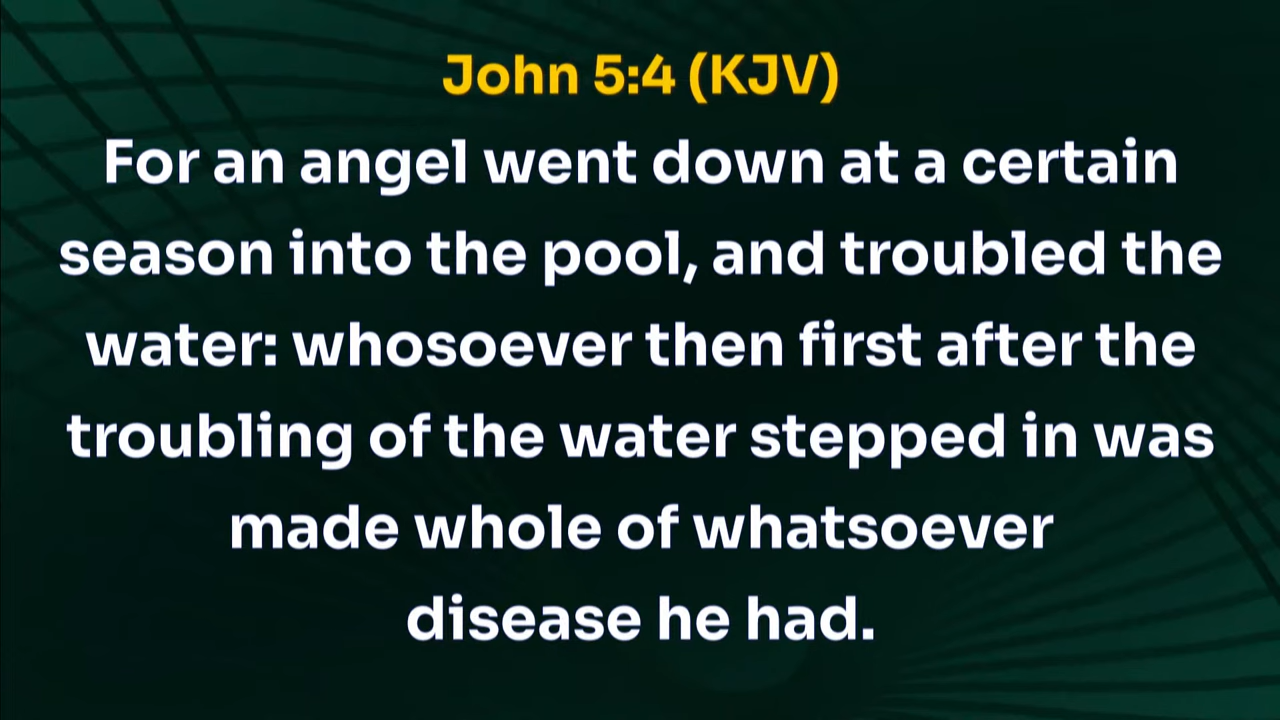 John 5:4 (KJV)
For an angel went down at a certain
season into the pool, and troubled the
water: whosoever then first after the
troubling of the water stepped in was
made whole of whatsoever
disease he had.